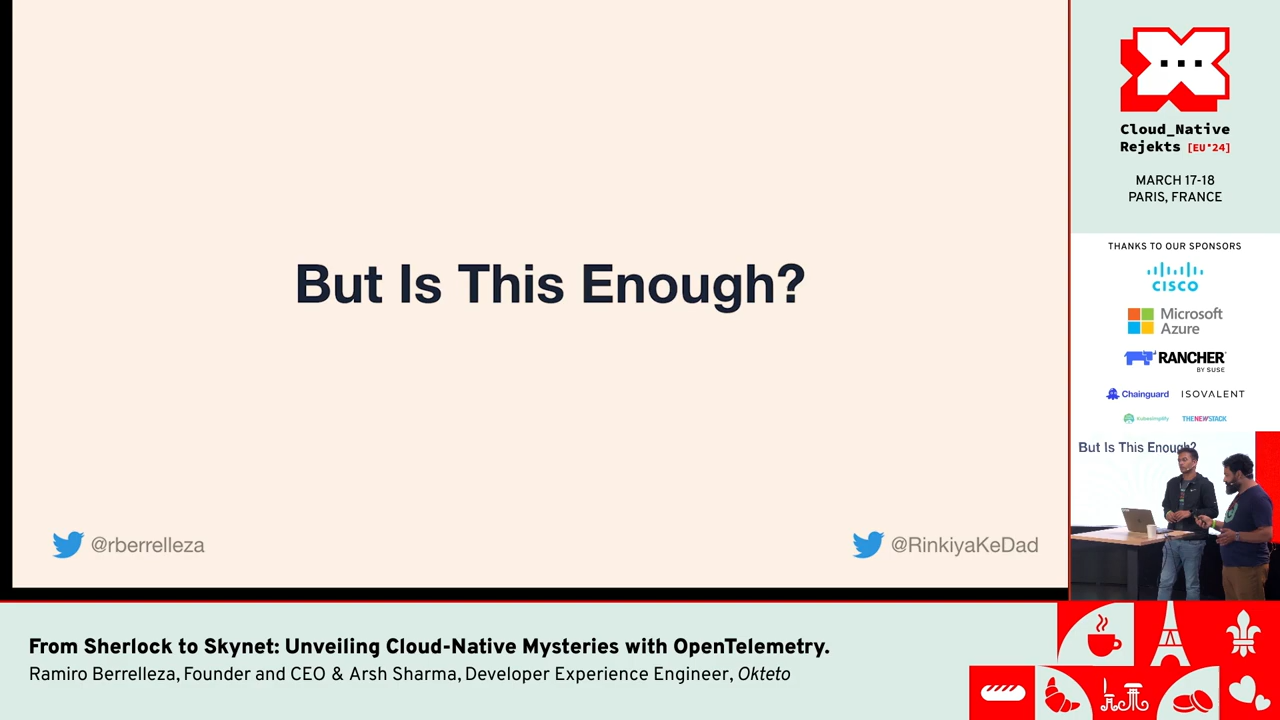 But Is This Enough?
@rberrelleza
@RinkiyaKeDad
Cloud_Native
Rejekts [EU'24]
MARCH 17-18
PARIS, FRANCE
THANKS TO OUR SPONSORS
CISCO
Microsoft
Azure
RANCHER
BY SUSE
Chainguard
ISOVALENT
kubesimplify
THENEWSTACK
But Is This Enough?
From Sherlock to Skynet: Unveiling Cloud-Native Mysteries with OpenTelemetry.
Ramiro Berrelleza, Founder and CEO & Arsh Sharma, Developer Experience Engineer, Okteto